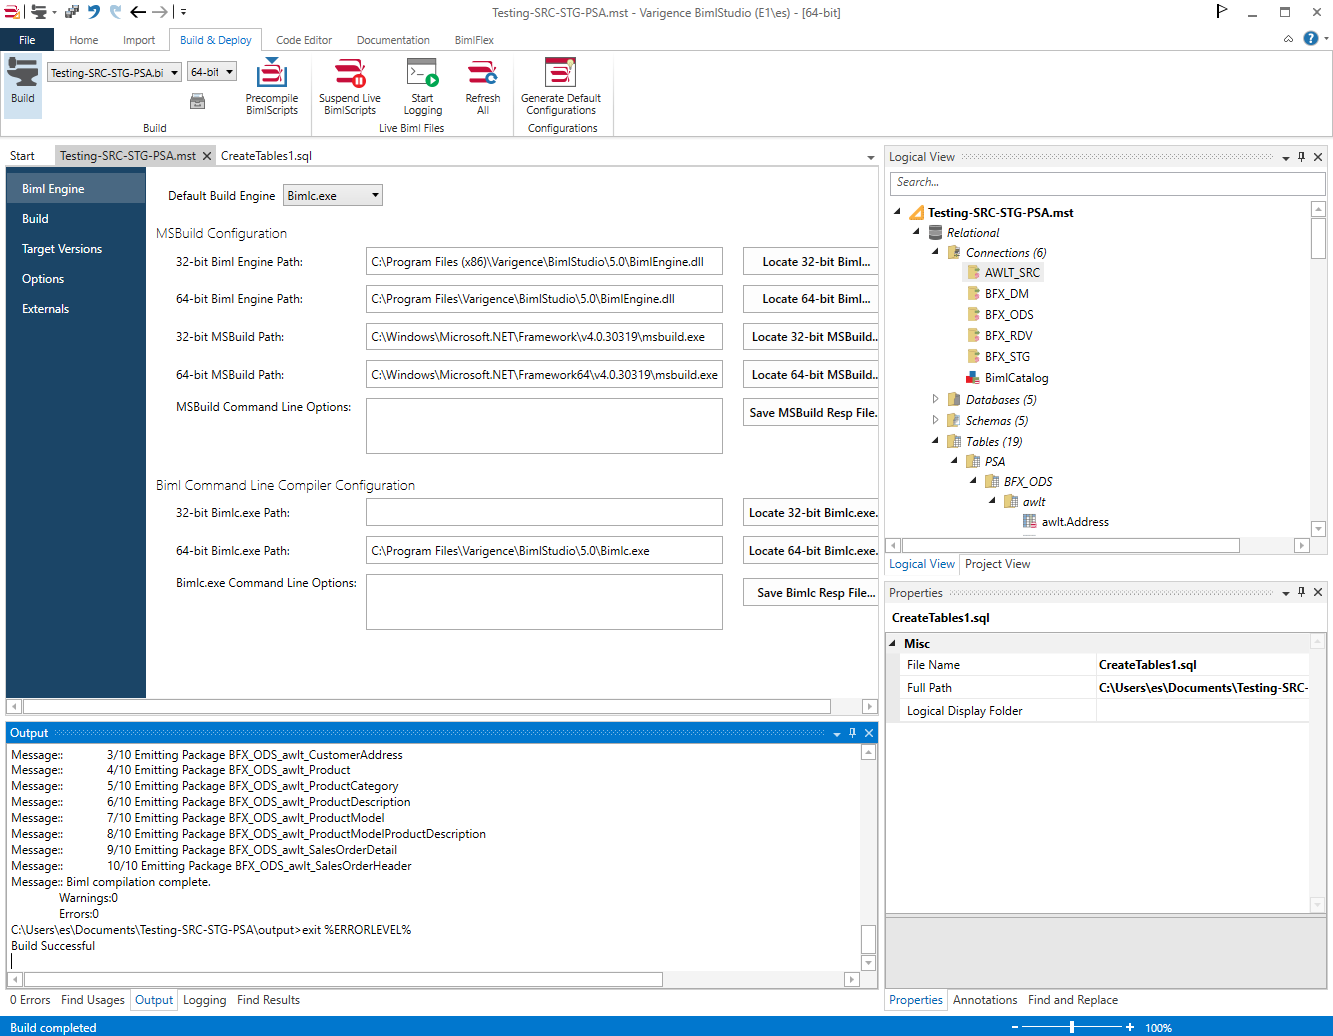 Testing-SRC-STG-PSA.mst - Varigence BimlStudio (E1\es) - [64-bit]
File Home Import Build & Deploy Code Editor Documentation BimlFlex
Build
Testing-SRC-STG-PSA.bi
64-bit
Precompile
BimlScripts
Suspend Live
BimlScripts
Start
Logging
Refresh
All
Generate Default
Configurations
Build
Live Biml Files
Configurations
Start Testing-SRC-STG-PSA.mst CreateTables1.sql
Biml Engine
Build
Target Versions
Options
Externals
Default Build Engine Bimlc.exe
MSBuild Configuration
32-bit Biml Engine Path: C:\Program Files (x86)\Varigence\BimlStudio\5.0\BimlEngine.dll Locate 32-bit Biml...
64-bit Biml Engine Path: C:\Program Files\Varigence\BimlStudio\5.0\BimlEngine.dll Locate 64-bit Biml...
32-bit MSBuild Path: C:\Windows\Microsoft.NET\Framework\v4.0.30319\msbuild.exe Locate 32-bit MSBuild..
64-bit MSBuild Path: C:\Windows\Microsoft.NET\Framework64\v4.0.30319\msbuild.exe Locate 64-bit MSBuild..
MSBuild Command Line Options: Save MSBuild Resp File.
Biml Command Line Compiler Configuration
32-bit Bimlc.exe Path: Locate 32-bit Bimlc.exe.
64-bit Bimlc.exe Path: C:\Program Files\Varigence\BimlStudio\5.0\Bimlc.exe Locate 64-bit Bimlc.exe.
Bimlc.exe Command Line Options: Save Bimlc Resp File...
Output
Message:: 3/10 Emitting Package BFX_ODS_awlt_CustomerAddress
Message:: 4/10 Emitting Package BFX_ODS_awlt_Product
Message:: 5/10 Emitting Package BFX_ODS_awlt_ProductCategory
Message:: 6/10 Emitting Package BFX_ODS_awlt_ProductDescription
Message:: 7/10 Emitting Package BFX_ODS_awlt_ProductModel
Message:: 8/10 Emitting Package BFX_ODS_awlt_ProductModelProductDescription
Message:: 9/10 Emitting Package BFX_ODS_awlt_SalesOrderDetail
Message:: 10/10 Emitting Package BFX_ODS_awlt_SalesOrderHeader
Message:: Biml compilation complete.
Warnings:0
Errors:0
C:\Users\es\Documents\Testing-SRC-STG-PSA\output>exit %ERRORLEVEL%
Build Successful
0 Errors Find Usages Output Logging Find Results
Logical View
Search...
Testing-SRC-STG-PSA.mst
Relational
Connections (6)
AWLT_SRC
BFX_DM
BFX_ODS
BFX_RDV
BFX_STG
BimlCatalog
Databases (5)
Schemas (5)
Tables (19)
PSA
BFX_ODS
awlt
awlt.Address
Logical View Project View
Properties
CreateTables1.sql
Misc
File Name CreateTables1.sql
Full Path C:\Users\es\Documents\Testing-SRC-
Logical Display Folder
Properties Annotations Find and Replace
Build completed
100%